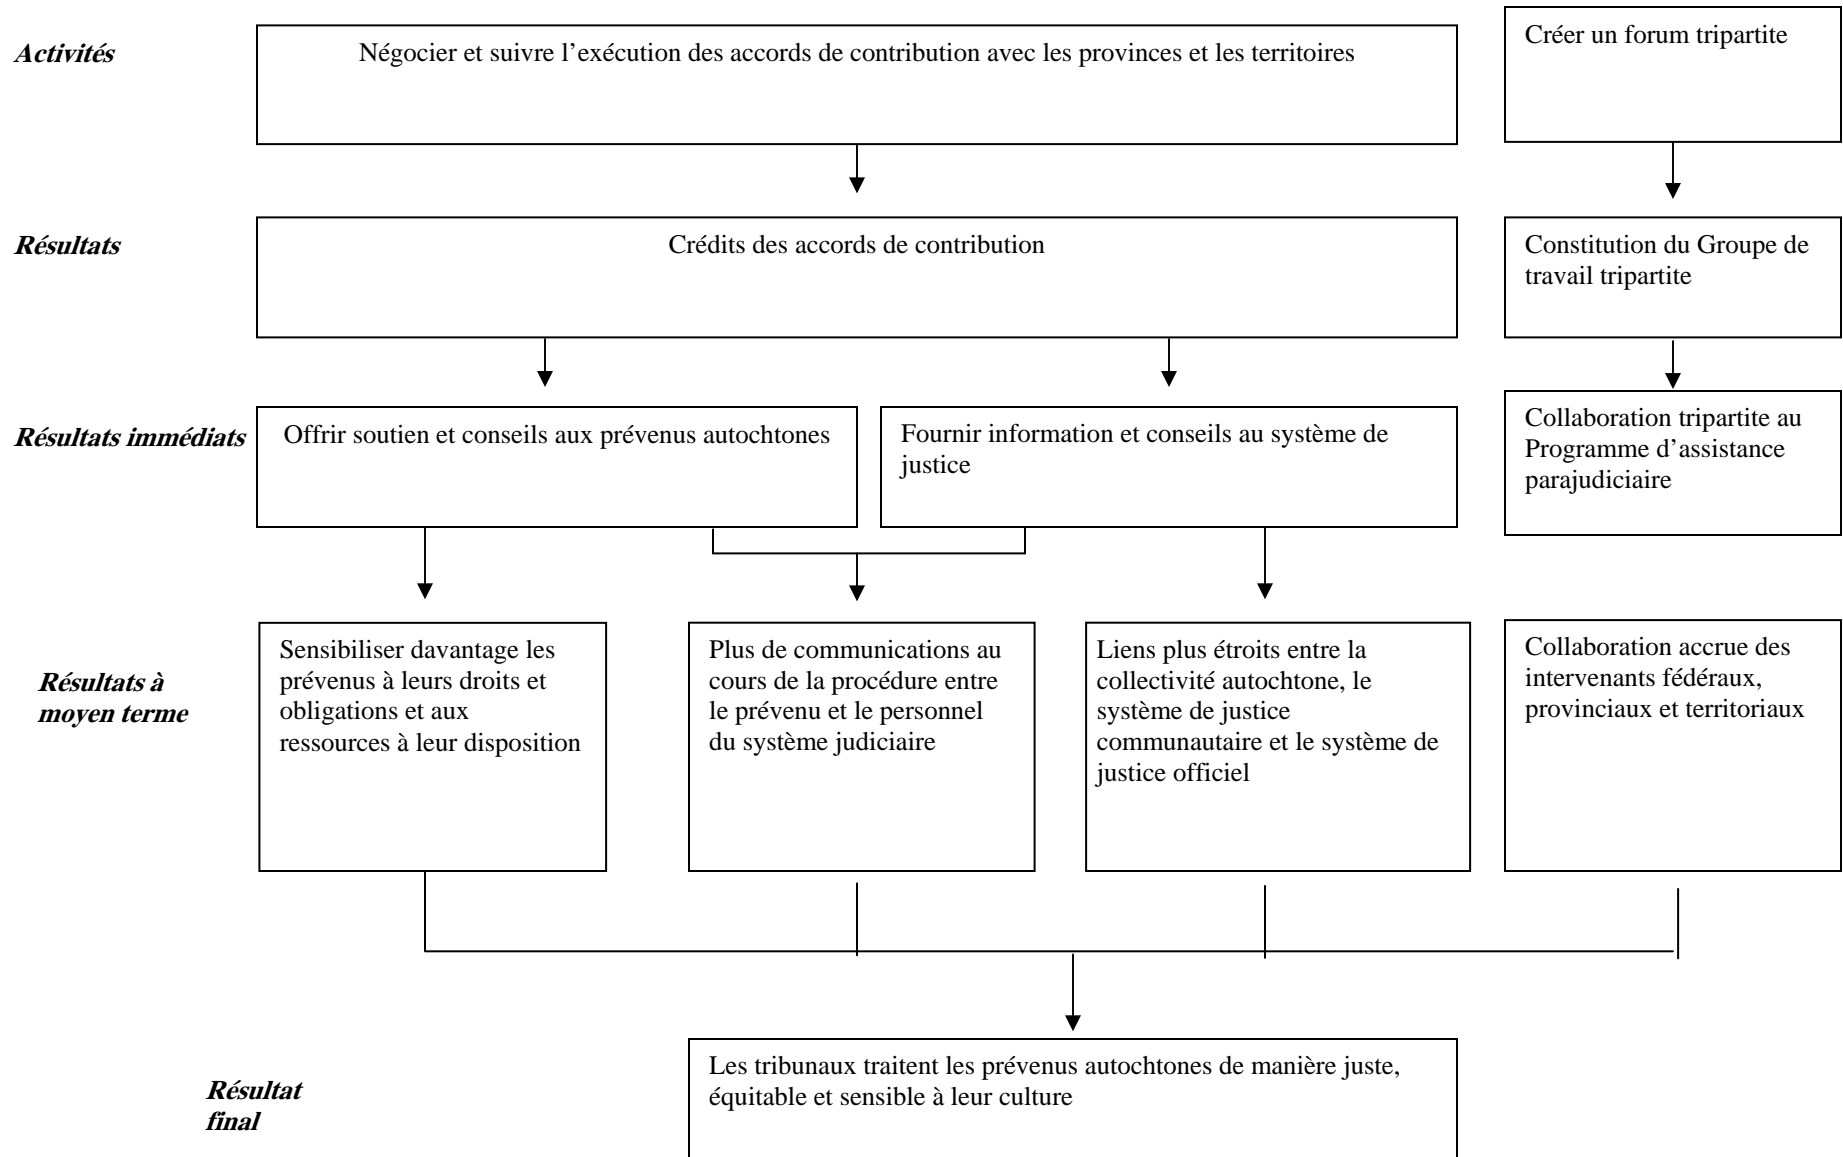 Activités
Négocier et suivre l’exécution des accords de contribution avec les provinces et les territoires
Créer un forum tripartite
Résultats
Crédits des accords de contribution
Constitution du Groupe de
travail tripartite
Résultats immédiats
Offrir soutien et conseils aux prévenus autochtones
Fournir information et conseils au système de
justice
Collaboration tripartite au
Programme d’assistance
parajudiciaire
Résultats à
moyen terme
Sensibiliser davantage les
prévenus à leurs droits et
obligations et aux
ressources à leur disposition
Plus de communications au
cours de la procédure entre
le prévenu et le personnel
du système judiciaire
Liens plus étroits entre la
collectivité autochtone, le
système de justice
communautaire et le système de
justice officiel
Collaboration accrue des
intervenants fédéraux,
provinciaux et territoriaux
Résultat
final
Les tribunaux traitent les prévenus autochtones de manière juste,
équitable et sensible à leur culture